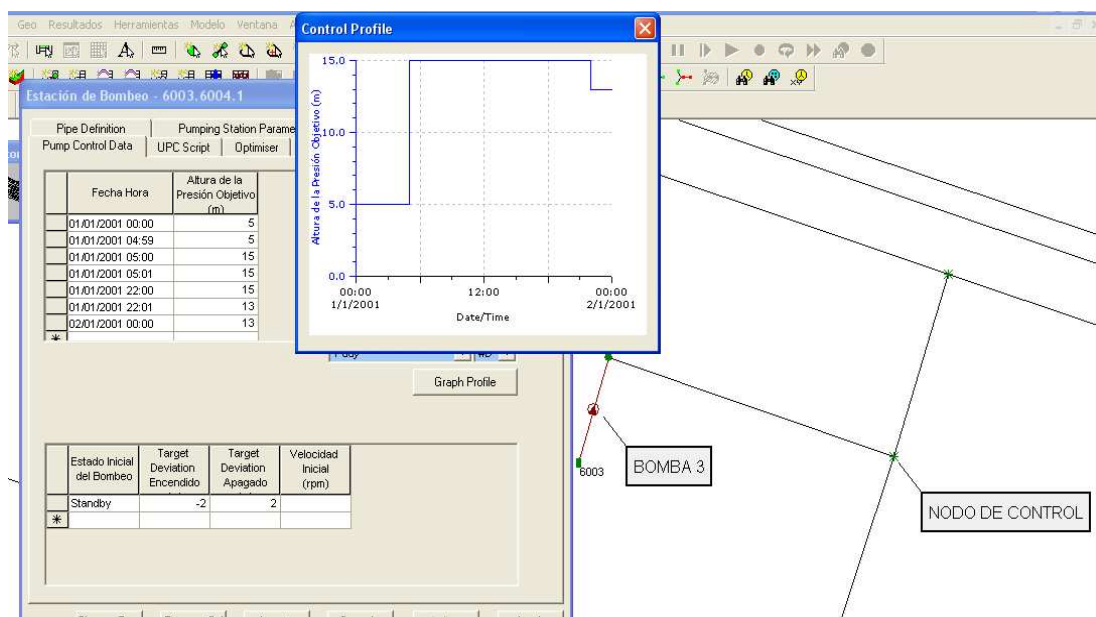 Geo Resultados Herramientas Modelo Ventana
Control Profile
15.0
10.0
5.0
0.0
Altura de la Presión Objetivo (m)
00:00
1/1/2001
12:00
00:00
2/1/2001
Date/Time
Estación de Bombeo - 6003.6004.1
Pipe Definition
Pumping Station Parame
Pump Control Data
UPC Script
Optimiser
Fecha Hora
Altura de la Presión Objetivo (m)
01/01/2001 00:00 5
01/01/2001 04:59 5
01/01/2001 05:00 15
01/01/2001 05:01 15
01/01/2001 22:00 15
01/01/2001 22:01 13
02/01/2001 00:00 13
Graph Profile
Estado Inicial del Bombeo
Target Deviation Encendido
Target Deviation Apagado
Velocidad Inicial (rpm)
Standby -2 2
6003
BOMBA 3
NODO DE CONTROL